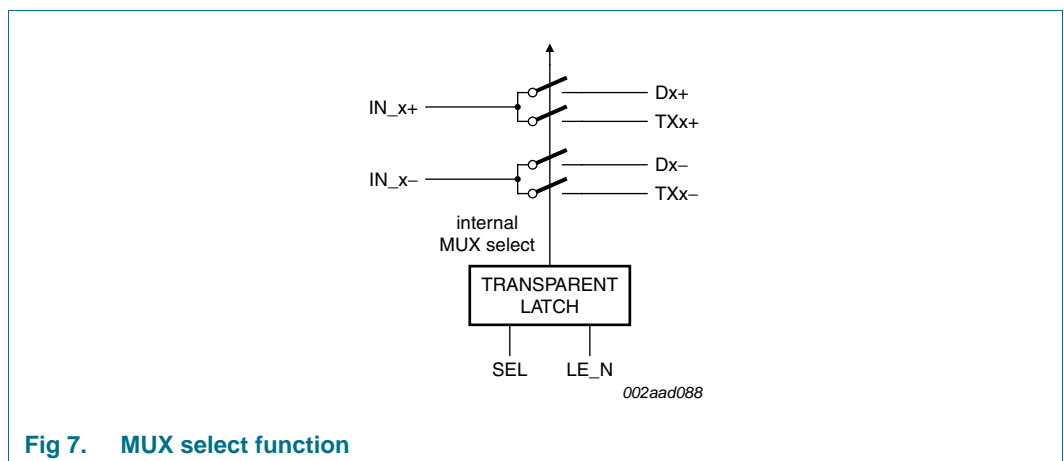 IN_x+
Dx+
TXx+
IN_x−
Dx−
TXx−
internal
MUX select
TRANSPARENT
LATCH
SEL LE_N
002aad088
Fig 7. MUX select function